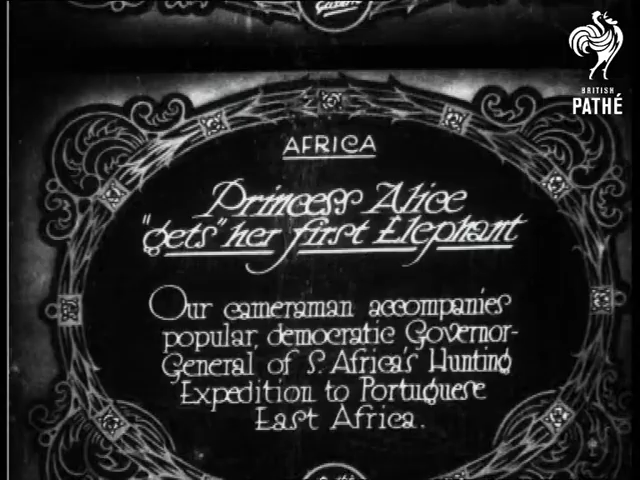 BRITISH
PATHÉ
AFRICA
Princess Alice
"gets" her first Elephant
Our cameraman accompanies
popular, democratic Governor-
General of S. Africa's Hunting
Expedition to Portuguese
East Africa.